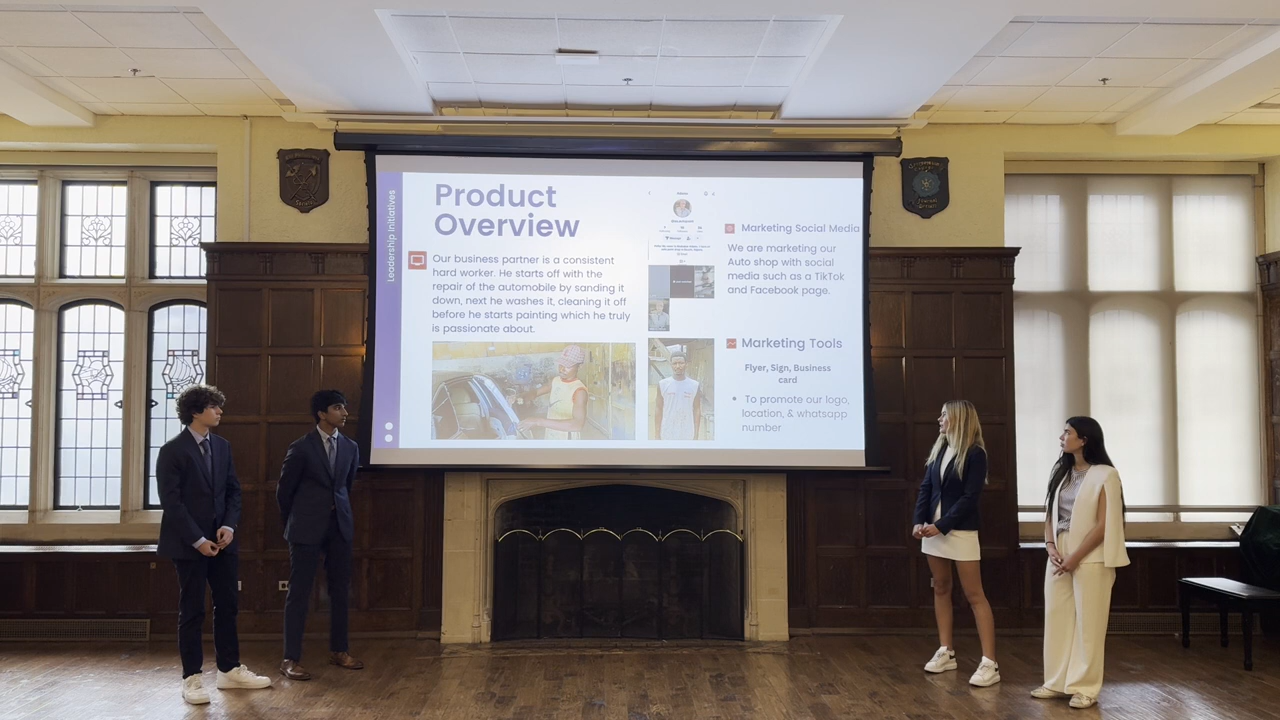 Leadership Initiatives
Product
Overview
Our business partner is a consistent
hard worker. He starts off with the
repair of the automobile by sanding it
down, next he washes it, cleaning it off
before he starts painting which he truly
is passionate about.
Marketing Social Media
We are marketing our
Auto shop with social
media such as a TikTok
and Facebook page.
Marketing Tools
Flyer, Sign, Business
card
• To promote our logo,
location, & whatsapp
number